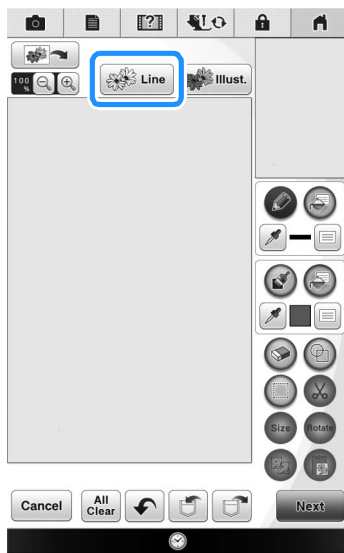 [?]
100
%
Line
Illust.
Size
Rotate
Cancel
All
Clear
Next